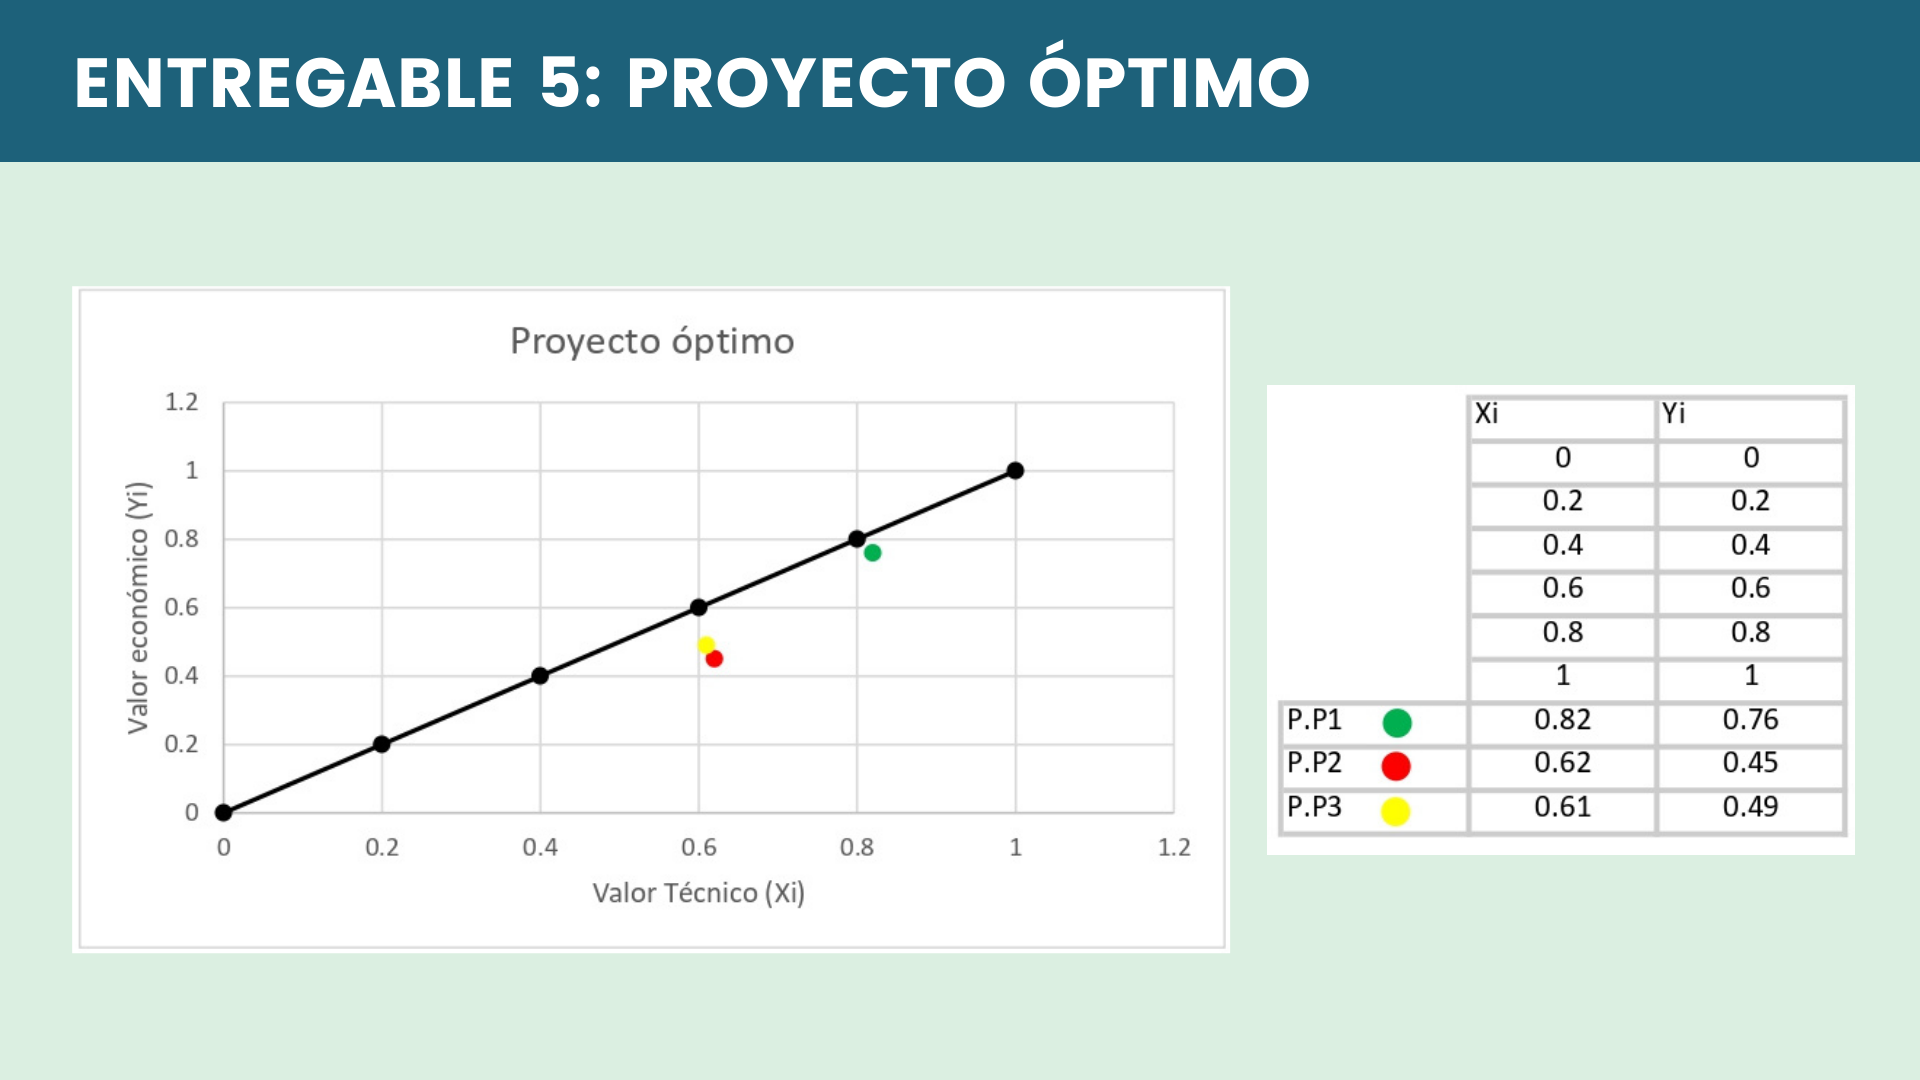 ENTREGABLE 5: PROYECTO ÓPTIMO
Proyecto óptimo
1.2
1
0.8
0.6
0.4
0.2
0
Valor económico (Yi)
0 0.2 0.4 0.6 0.8 1 1.2
Valor Técnico (Xi)
Xi Yi
0 0
0.2 0.2
0.4 0.4
0.6 0.6
0.8 0.8
1 1
P.P1 0.82 0.76
P.P2 0.62 0.45
P.P3 0.61 0.49